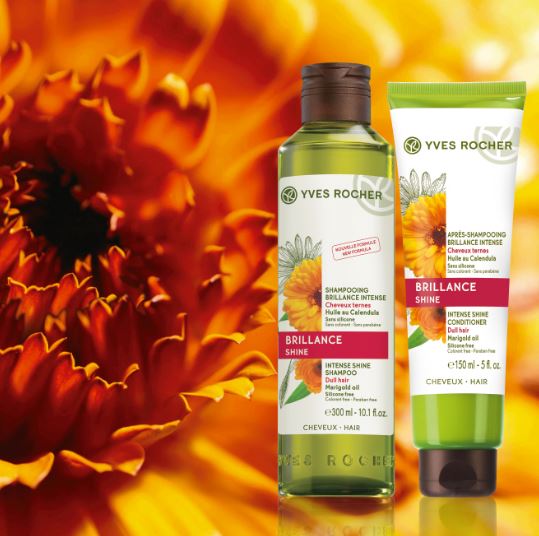 YVES ROCHER
NOUVELLE FORMULE
NEW FORMULA
SHAMPOOING
BRILLANCE INTENSE
Cheveux ternes
Huile au Calendula
Sans silicone
Sans colorant - Sans parabène
BRILLANCE
SHINE
INTENSE SHINE
SHAMPOO
Dull hair
Marigold oil
Silicone free
Colorant free - Paraben free
℮300 ml - 10.1 fl.oz.
CHEVEUX • HAIR
YVES ROCHER
YVES ROCHER
APRÈS-SHAMPOOING
BRILLANCE INTENSE
Cheveux ternes
Huile au Calendula
Sans silicone
Sans colorant - Sans parabène
BRILLANCE
SHINE
INTENSE SHINE
CONDITIONER
Dull hair
Marigold oil
Silicone free
Colorant free - Paraben free
℮150 ml - 5 fl. oz.
CHEVEUX • HAIR